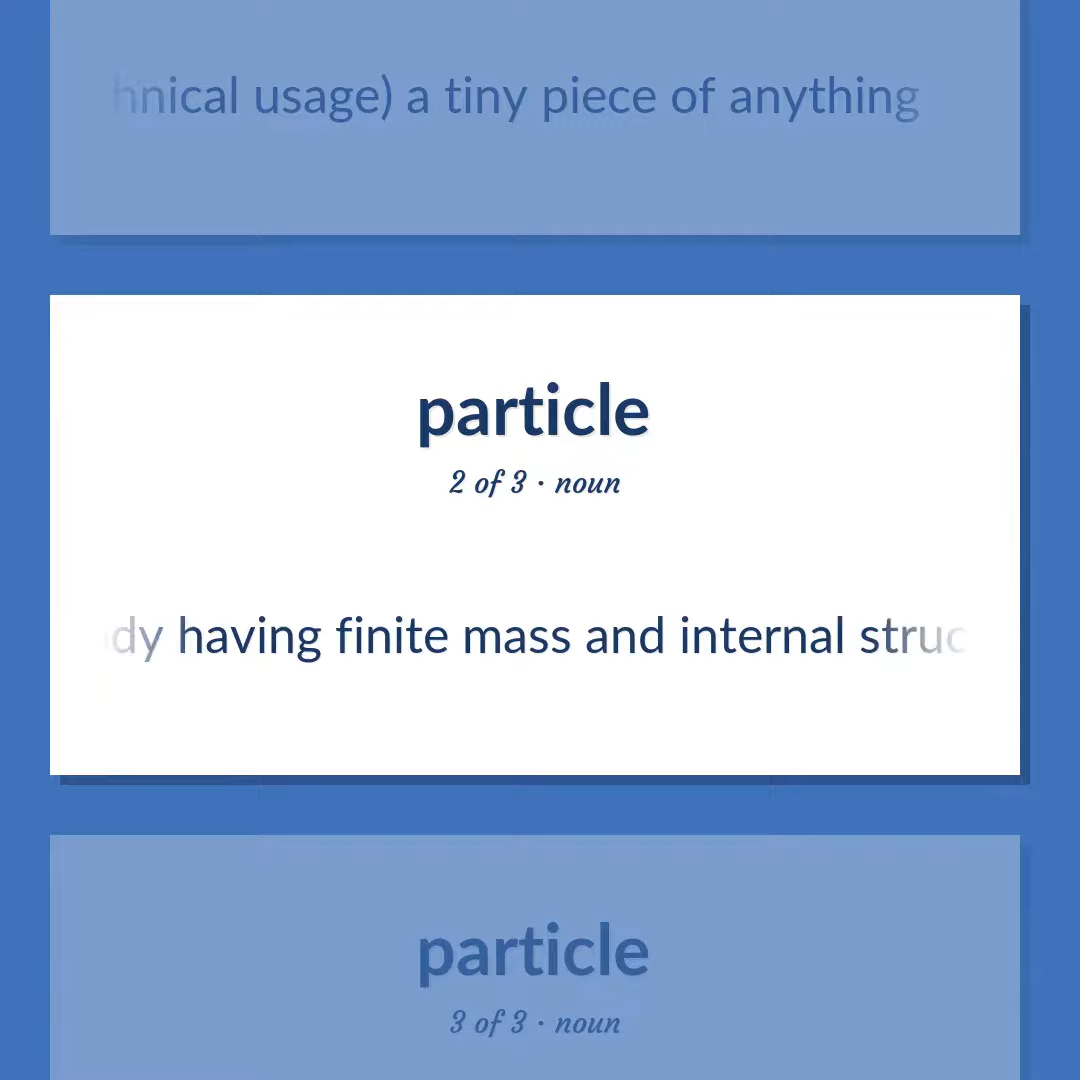 hnical usage) a tiny piece of anything
particle
2 of 3 · noun
dy having finite mass and internal struc
particle
3 of 3 · noun